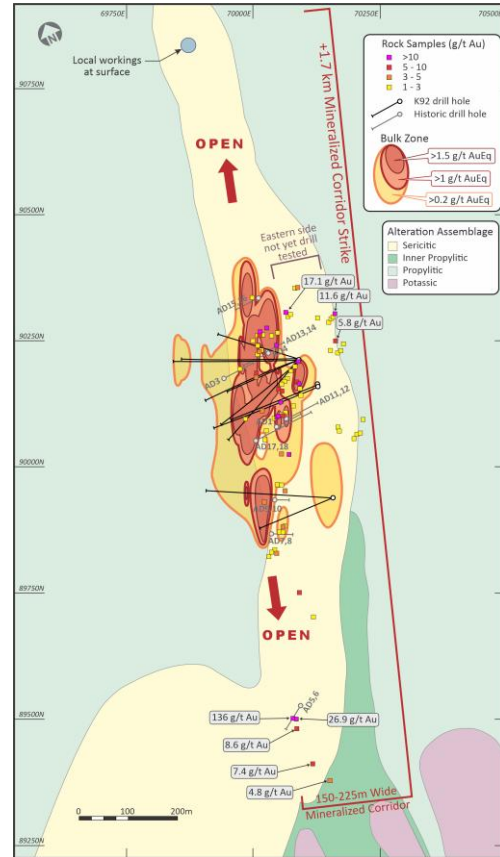 69750E
70000E
70250E
70500E
N
Local workings
at surface
90750N
Rock Samples (g/t Au)
>10
5 - 10
3 - 5
1 - 3
K92 drill hole
Historic drill hole
Bulk Zone
>1.5 g/t AuEq
>1 g/t AuEq
>0.2 g/t AuEq
Alteration Assemblage
Sericitic
Inner Propylitic
Propylitic
Potassic
+1.7 km Mineralized Corridor Strike
OPEN
90500N
Eastern side
not yet drill
tested
17.1 g/t Au
11.6 g/t Au
5.8 g/t Au
90250N
AD13,14
AD3
AD11,12
AD17,18
90000N
AD7,8
89750N
OPEN
AD5,6
136 g/t Au
26.9 g/t Au
89500N
8.6 g/t Au
7.4 g/t Au
4.8 g/t Au
150-225m Wide
Mineralized Corridor
0
100
200m
89250N